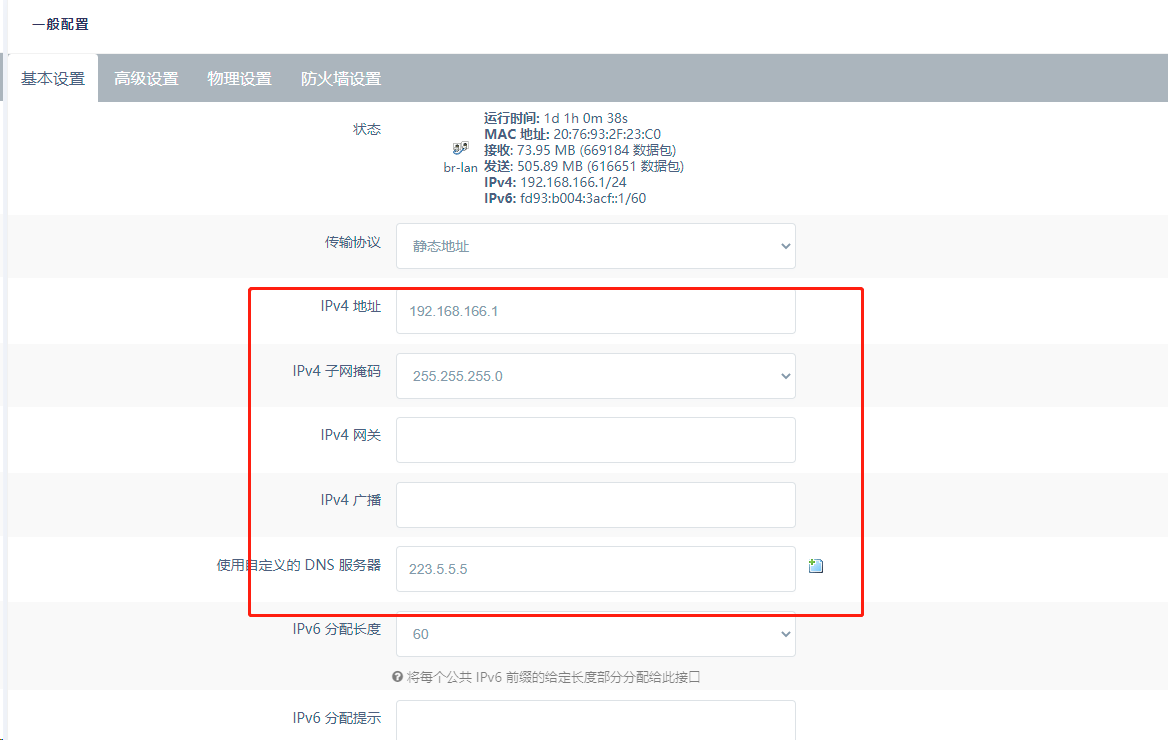 一般配置
基本设置 高级设置 物理设置 防火墙设置
状态
br-lan
运行时间: 1d 1h 0m 38s
MAC 地址: 20:76:93:2F:23:C0
接收: 73.95 MB (669184 数据包)
发送: 505.89 MB (616651 数据包)
IPv4: 192.168.166.1/24
IPv6: fd93:b004:3acf::1/60
传输协议 静态地址
IPv4 地址 192.168.166.1
IPv4 子网掩码 255.255.255.0
IPv4 网关
IPv4 广播
使用自定义的 DNS 服务器 223.5.5.5
IPv6 分配长度 60
将每个公共 IPv6 前缀的给定长度部分分配给此接口
IPv6 分配提示